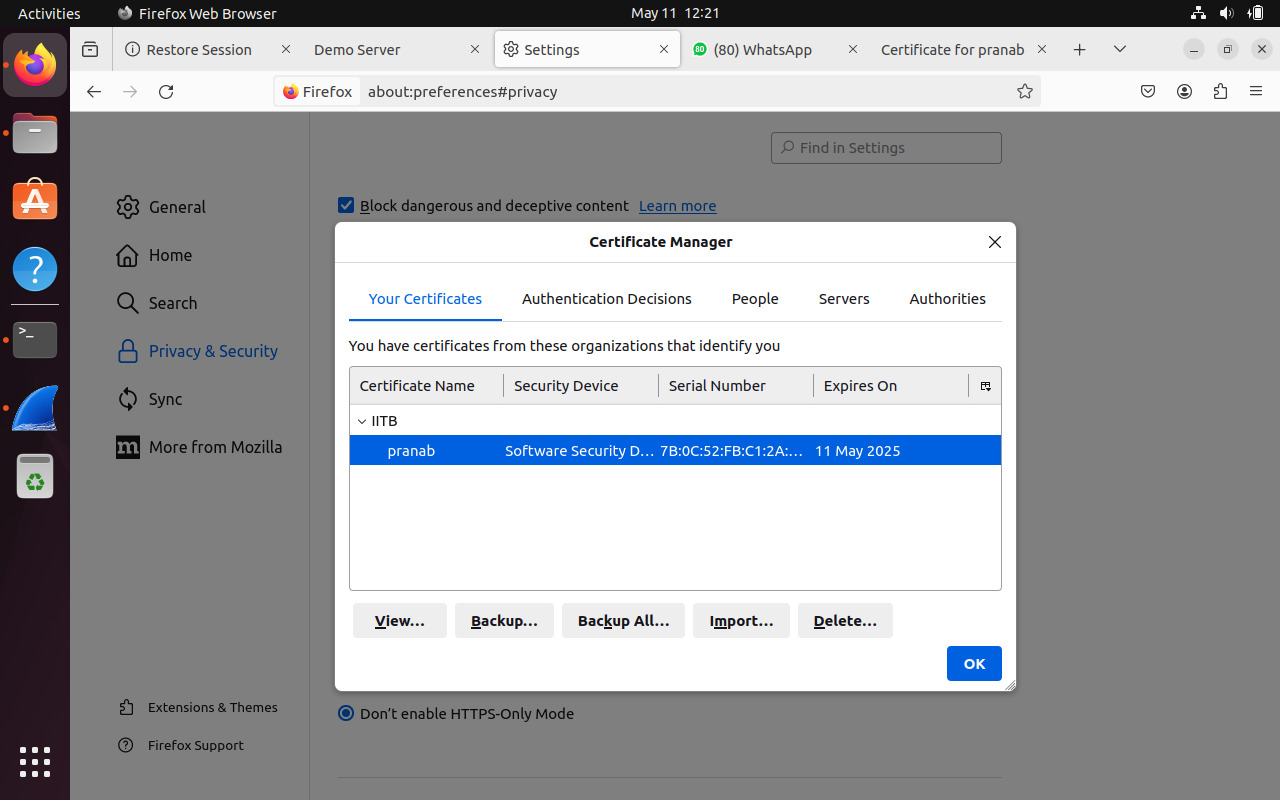 Activities Firefox Web Browser May 11 12:21
Restore Session Demo Server Settings 80 (80) WhatsApp Certificate for pranab
Firefox about:preferences#privacy
Find in Settings
General
Home
Search
Privacy & Security
Sync
m More from Mozilla
Extensions & Themes
Firefox Support
Block dangerous and deceptive content Learn more
Certificate Manager
Your Certificates Authentication Decisions People Servers Authorities
You have certificates from these organizations that identify you
Certificate Name Security Device Serial Number Expires On
IITB
pranab Software Security D… 7B:0C:52:FB:C1:2A:… 11 May 2025
View… Backup… Backup All… Import… Delete…
OK
Don’t enable HTTPS-Only Mode